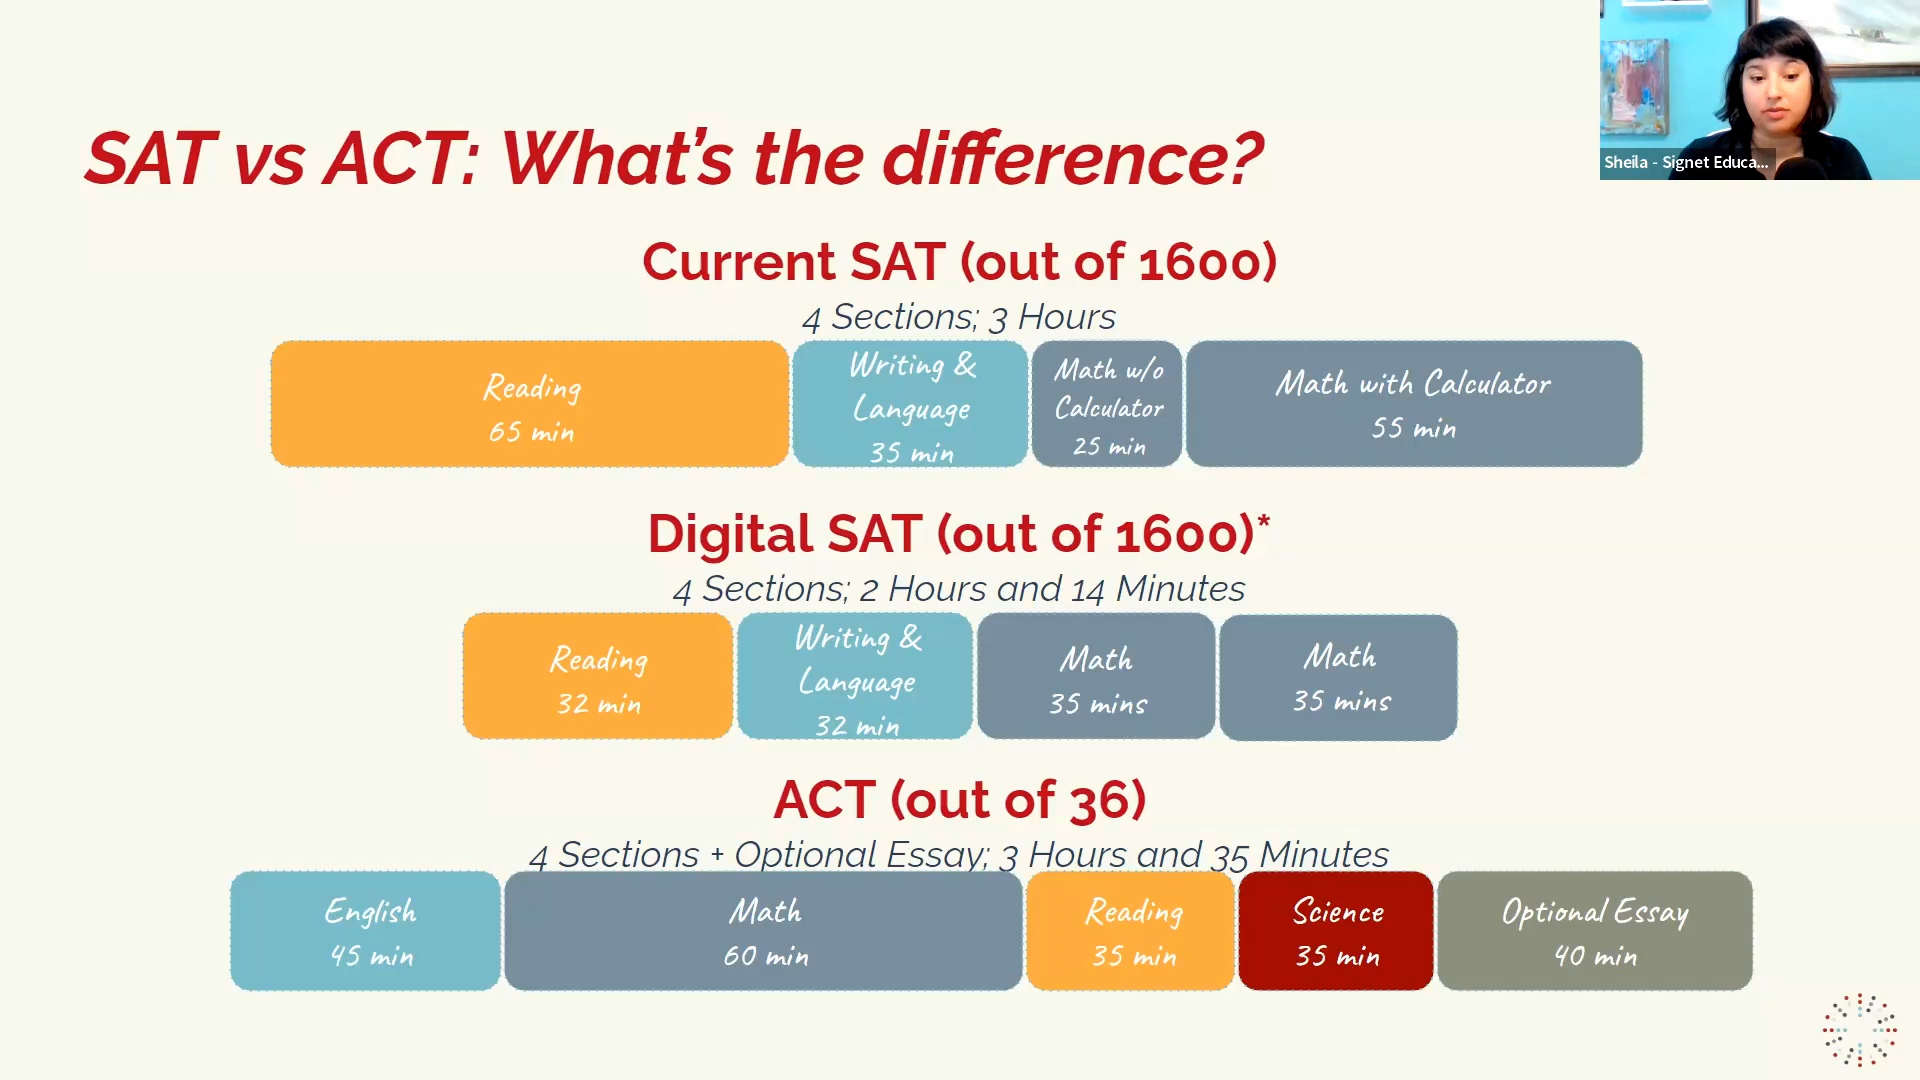 SAT vs ACT: What's the difference?
Sheila - Signet Educa...
Current SAT (out of 1600)
4 Sections; 3 Hours
Reading
65 min
Writing &
Language
35 min
Math w/o
Calculator
25 min
Math with Calculator
55 min
Digital SAT (out of 1600)*
4 Sections; 2 Hours and 14 Minutes
Reading
32 min
Writing &
Language
32 min
Math
35 mins
Math
35 mins
ACT (out of 36)
4 Sections + Optional Essay; 3 Hours and 35 Minutes
English
45 min
Math
60 min
Reading
35 min
Science
35 min
Optional Essay
40 min